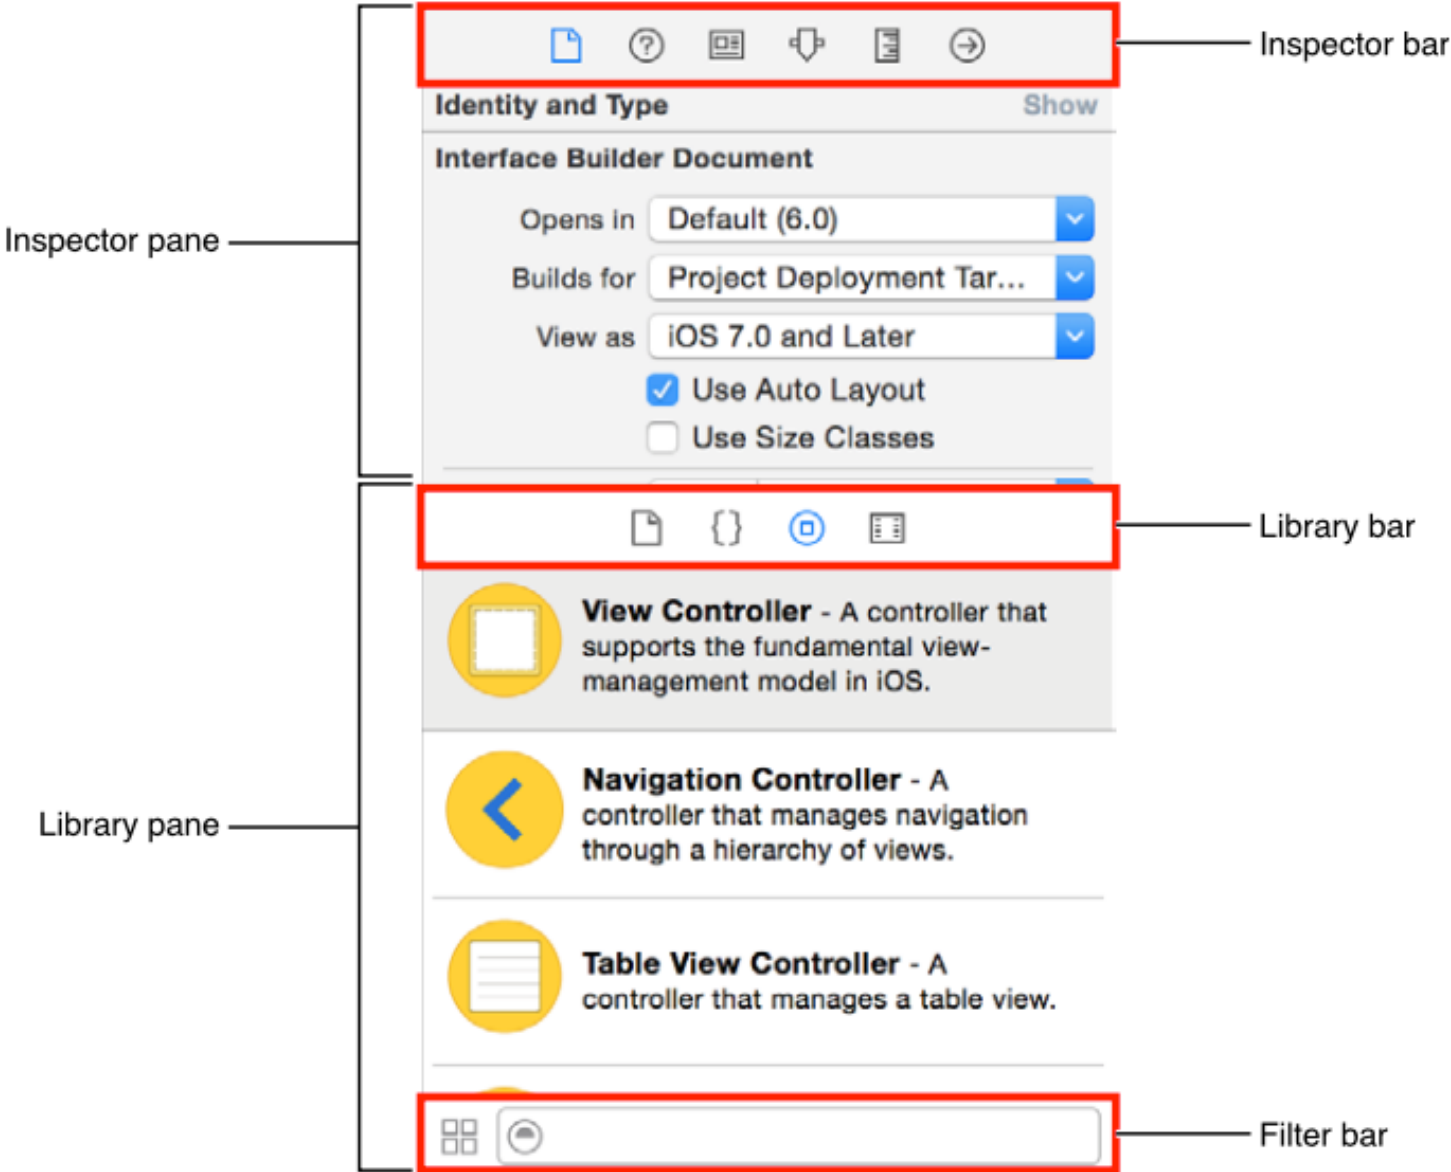 Inspector bar
Identity and Type Show
Interface Builder Document
Inspector pane
Opens in Default (6.0)
Builds for Project Deployment Tar...
View as iOS 7.0 and Later
Use Auto Layout
Use Size Classes
Library bar
{}
View Controller - A controller that
supports the fundamental view-
management model in iOS.
Navigation Controller - A
controller that manages navigation
through a hierarchy of views.
Library pane
Table View Controller - A
controller that manages a table view.
Filter bar